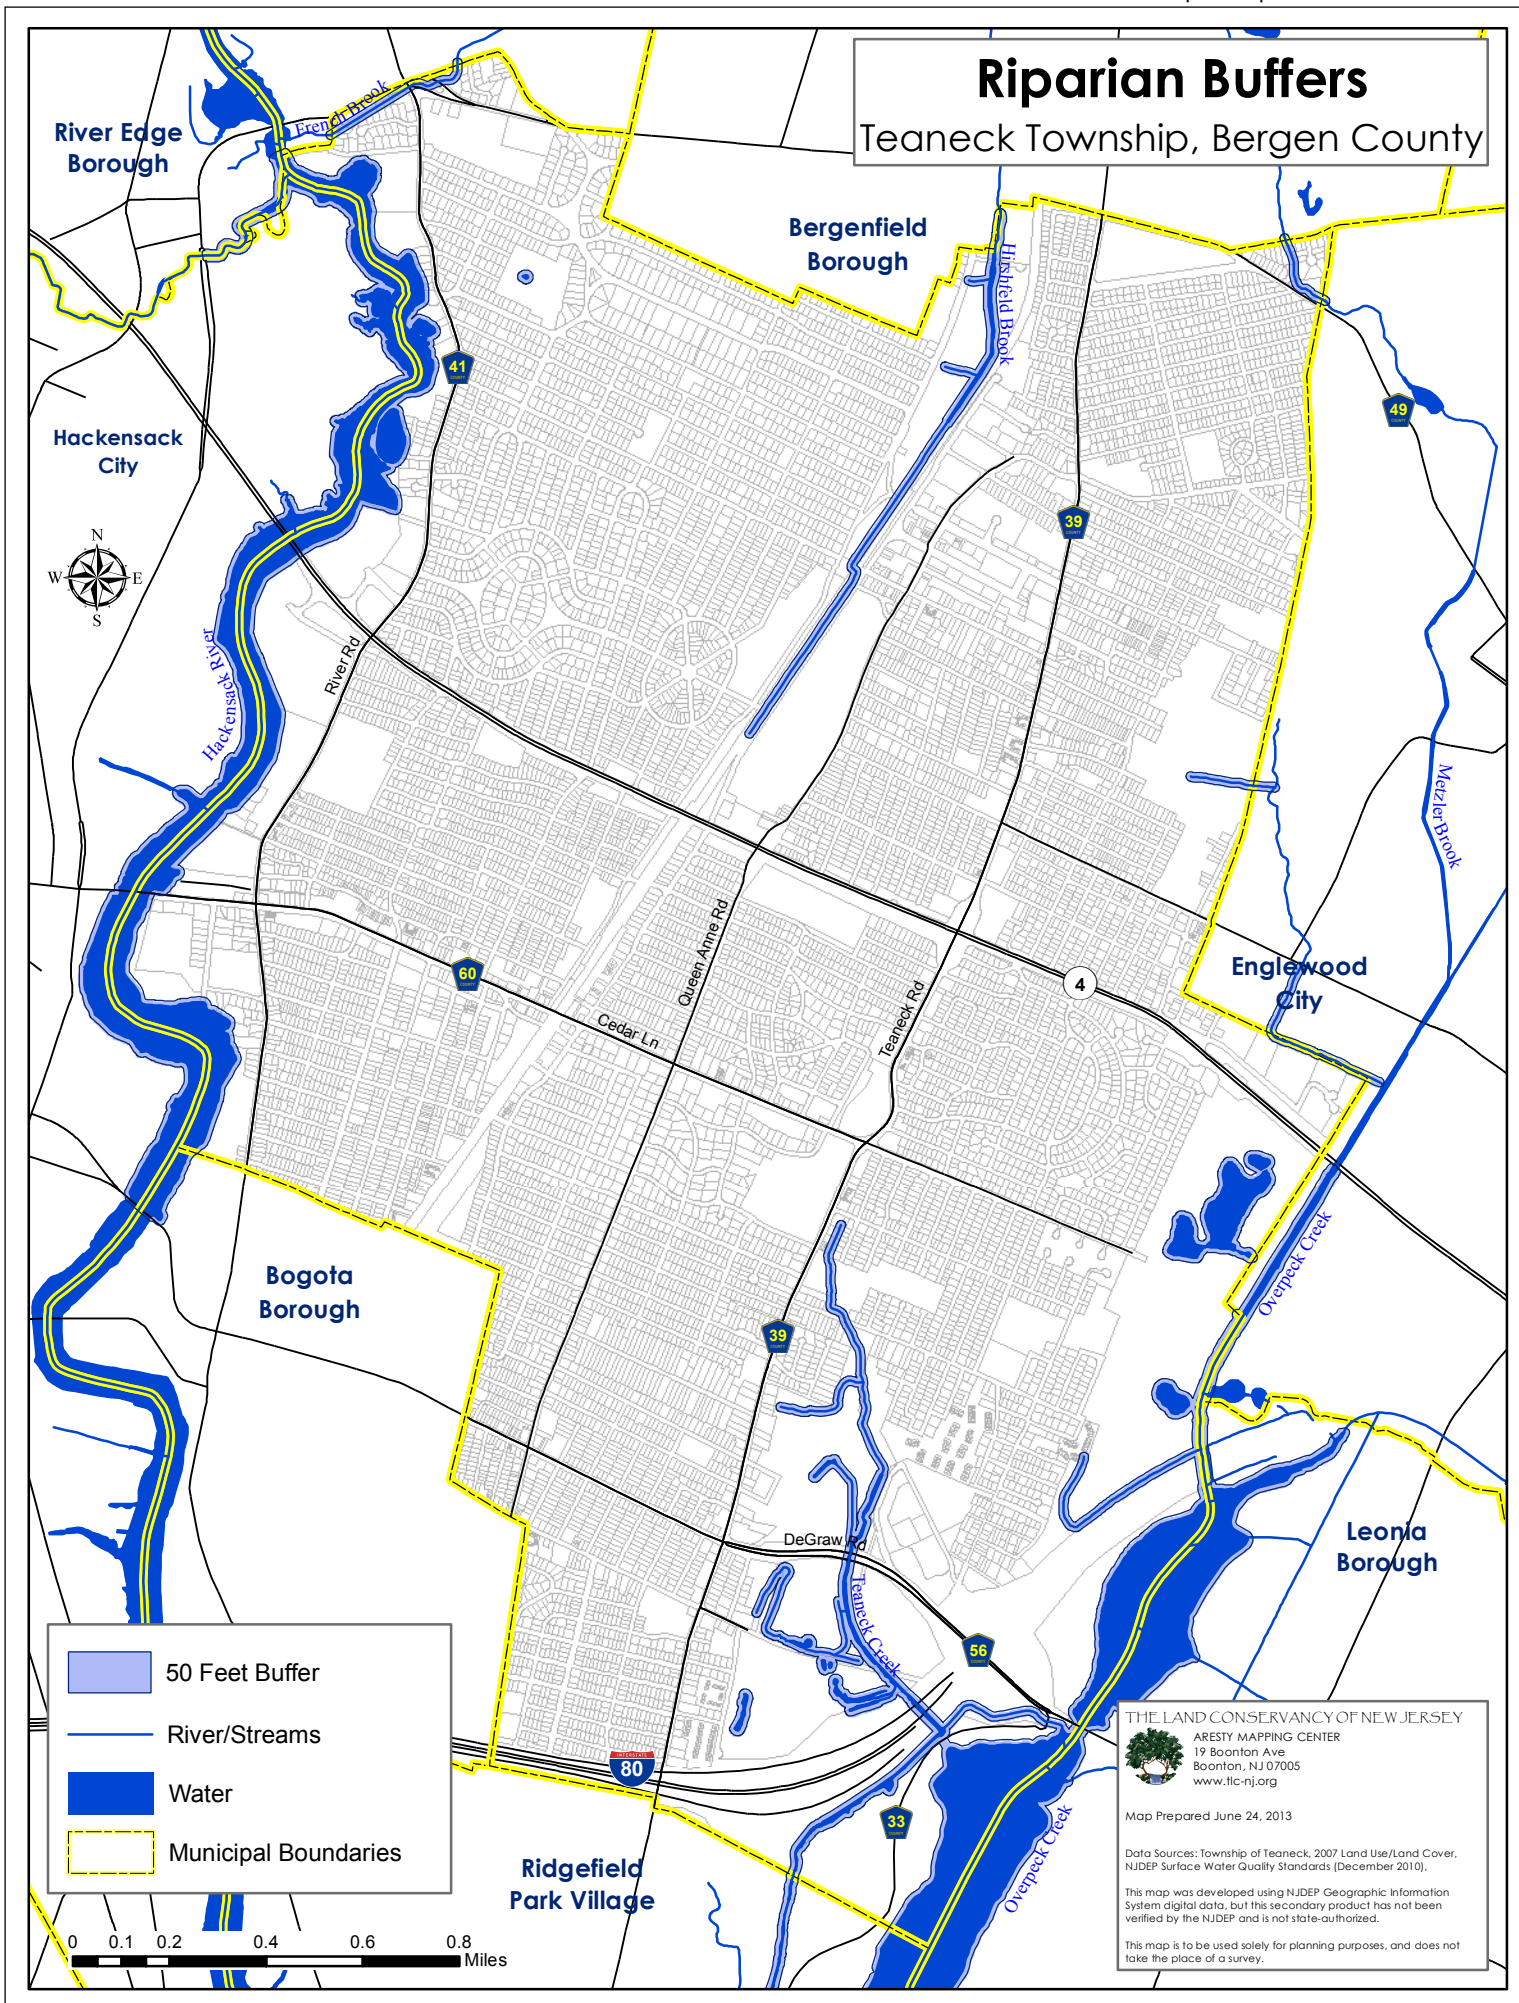 Riparian Buffers
Teaneck Township, Bergen County
River Edge
Borough
French Brook
Bergenfield
Borough
Hirshfeld Brook
41
COUNTY
49
COUNTY
Hackensack
City
39
COUNTY
N
W E
S
Hackensack River
River Rd
Metzler Brook
Queen Anne Rd
60
COUNTY
Cedar Ln
Teaneck Rd
4
Englewood
City
Overpeck Creek
Bogota
Borough
39
COUNTY
DeGraw Rd
Leonia
Borough
Teaneck Creek
56
COUNTY
INTERSTATE
80
33
COUNTY
Overpeck Creek
Ridgefield
Park Village
50 Feet Buffer
River/Streams
Water
Municipal Boundaries
0 0.1 0.2 0.4 0.6 0.8
Miles
THE LAND CONSERVANCY OF NEW JERSEY
ARESTY MAPPING CENTER
19 Boonton Ave
Boonton, NJ 07005
www.tlc-nj.org
Map Prepared June 24, 2013
Data Sources: Township of Teaneck, 2007 Land Use/Land Cover,
NJDEP Surface Water Quality Standards (December 2010),
This map was developed using NJDEP Geographic Information
System digital data, but this secondary product has not been
verified by the NJDEP and is not state-authorized.
This map is to be used solely for planning purposes, and does not
take the place of a survey.